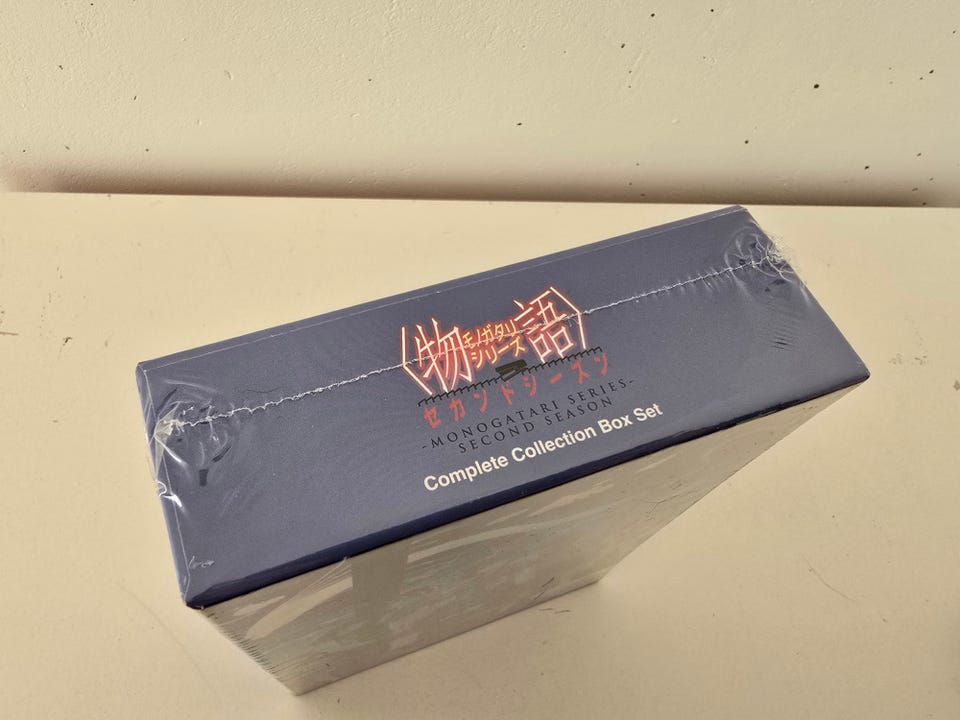 〈物語〉
モノガタリ
シリーズ
セカンドシーズン
-MONOGATARI SERIES-
SECOND SEASON
Complete Collection Box Set